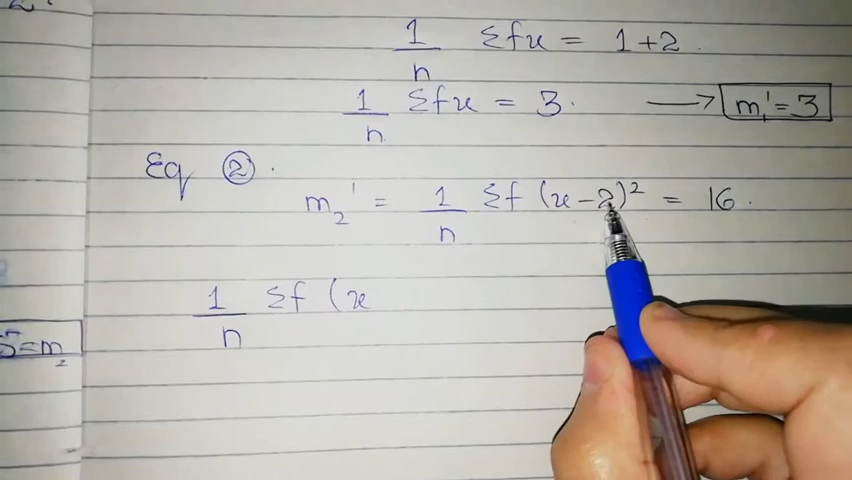 1/n Σfx = 1+2.
1/n Σfx = 3. → m₁' = 3
Eq ②.
m₂' = 1/n Σf (x-2)² = 16.
1/n Σf (x
= m₂